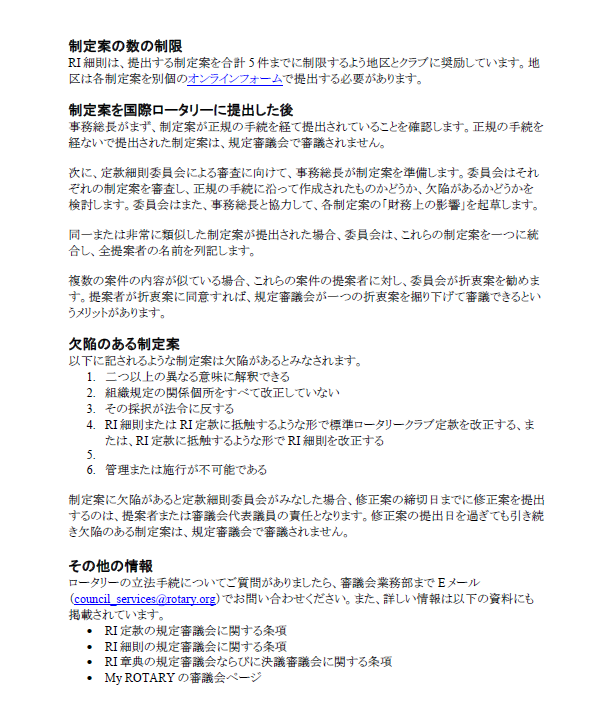 制定案の数の制限
RI 細則は、提出する制定案を合計 5 件までに制限するよう地区とクラブに奨励しています。地
区は各制定案を別個のオンラインフォームで提出する必要があります。
制定案を国際ロータリーに提出した後
事務総長がまず、制定案が正規の手続を経て提出されていることを確認します。正規の手続を
経ないで提出された制定案は、規定審議会で審議されません。
次に、定款細則委員会による審査に向けて、事務総長が制定案を準備します。委員会はそれ
ぞれの制定案を審査し、正規の手続に沿って作成されたものかどうか、欠陥があるかどうかを
検討します。委員会はまた、事務総長と協力して、各制定案の「財務上の影響」を起草します。
同一または非常に類似した制定案が提出された場合、委員会は、これらの制定案を一つに統
合し、全提案者の名前を列記します。
複数の案件の内容が似ている場合、これらの案件の提案者に対し、委員会が折衷案を勧めま
す。提案者が折衷案に同意すれば、規定審議会が一つの折衷案を掘り下げて審議できるとい
うメリットがあります。
欠陥のある制定案
以下に記されるような制定案は欠陥があるとみなされます。
1. 二つ以上の異なる意味に解釈できる
2. 組織規定の関係個所をすべて改正していない
3. その採択が法令に反する
4. RI 細則または RI 定款に抵触するような形で標準ロータリークラブ定款を改正する、ま
たは、RI 定款に抵触するような形で RI 細則を改正する
5.
6. 管理または施行が不可能である
制定案に欠陥があると定款細則委員会がみなした場合、修正案の締切日までに修正案を提出
するのは、提案者または審議会代表議員の責任となります。修正案の提出日を過ぎても引き続
き欠陥のある制定案は、規定審議会で審議されません。
その他の情報
ロータリーの立法手続についてご質問がありましたら、審議会業務部まで E メール
（council_services@rotary.org）でお問い合わせください。また、詳しい情報は以下の資料にも
掲載されています。
• RI 定款の規定審議会に関する条項
• RI 細則の規定審議会に関する条項
• RI 章典の規定審議会ならびに決議審議会に関する条項
• My ROTARY の審議会ページ